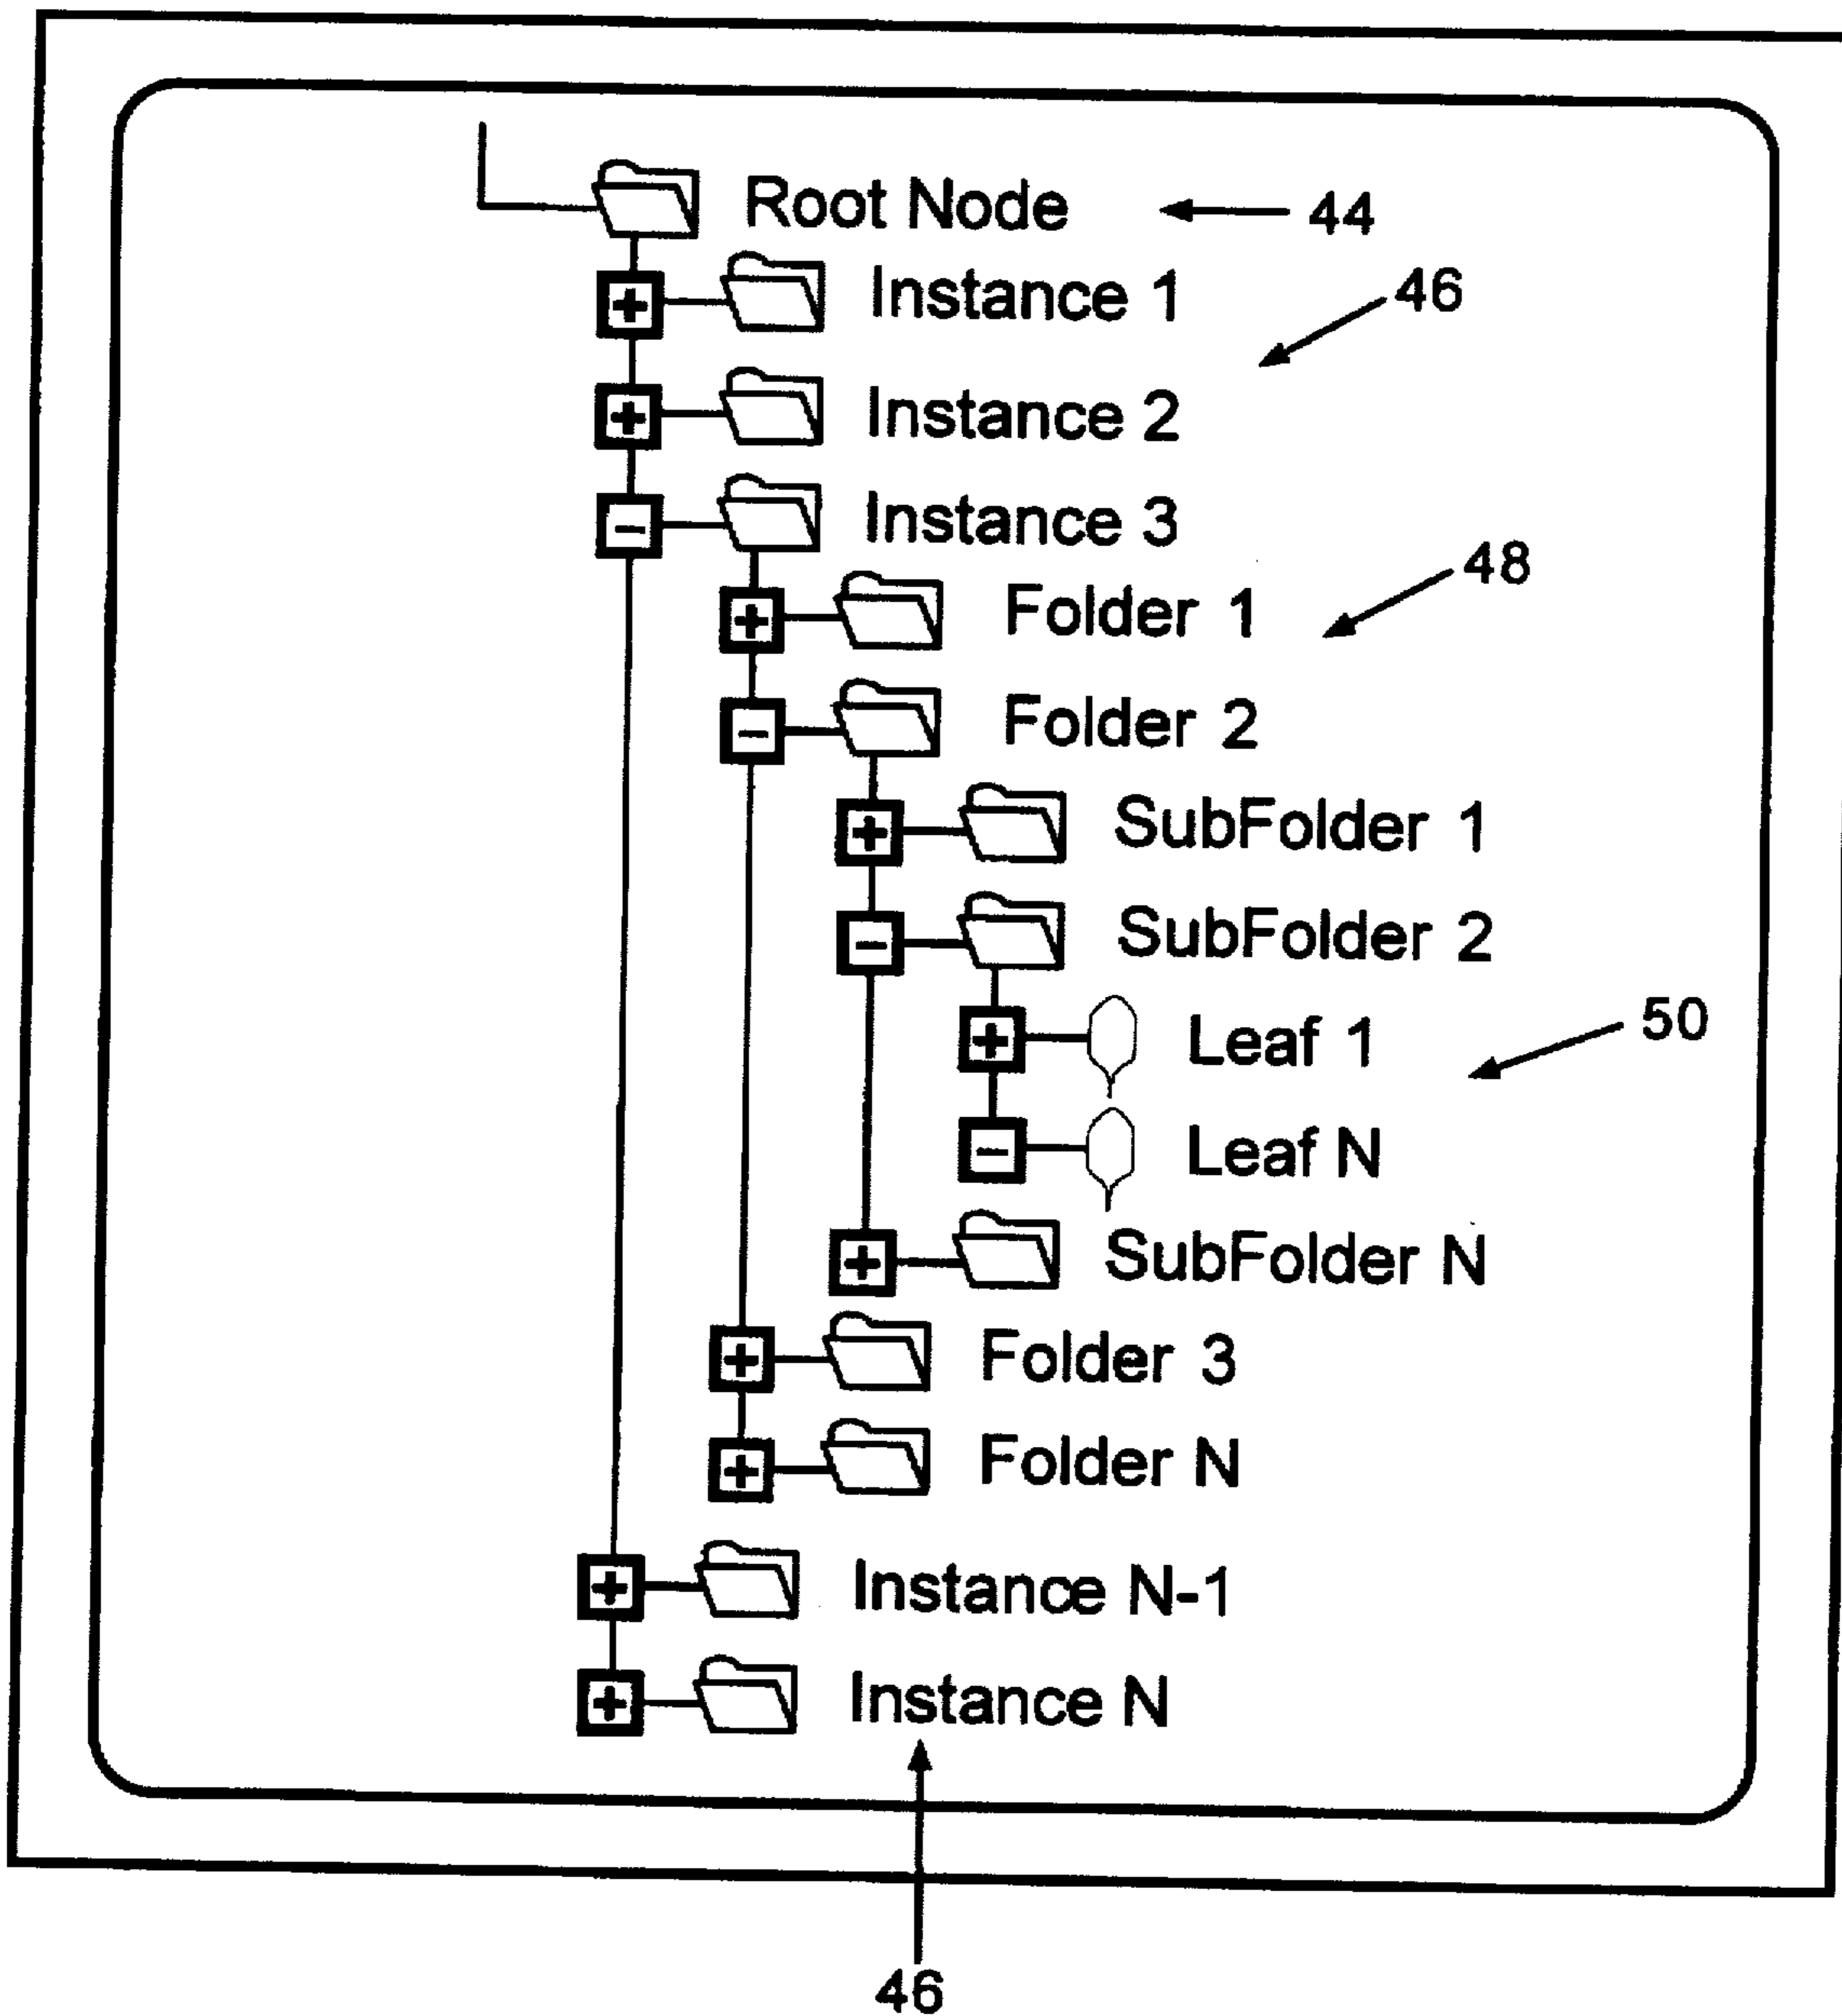 Root Node 44
Instance 1
46
Instance 2
Instance 3
48
Folder 1
Folder 2
SubFolder 1
SubFolder 2
50
Leaf 1
Leaf N
SubFolder N
Folder 3
Folder N
Instance N-1
Instance N
46